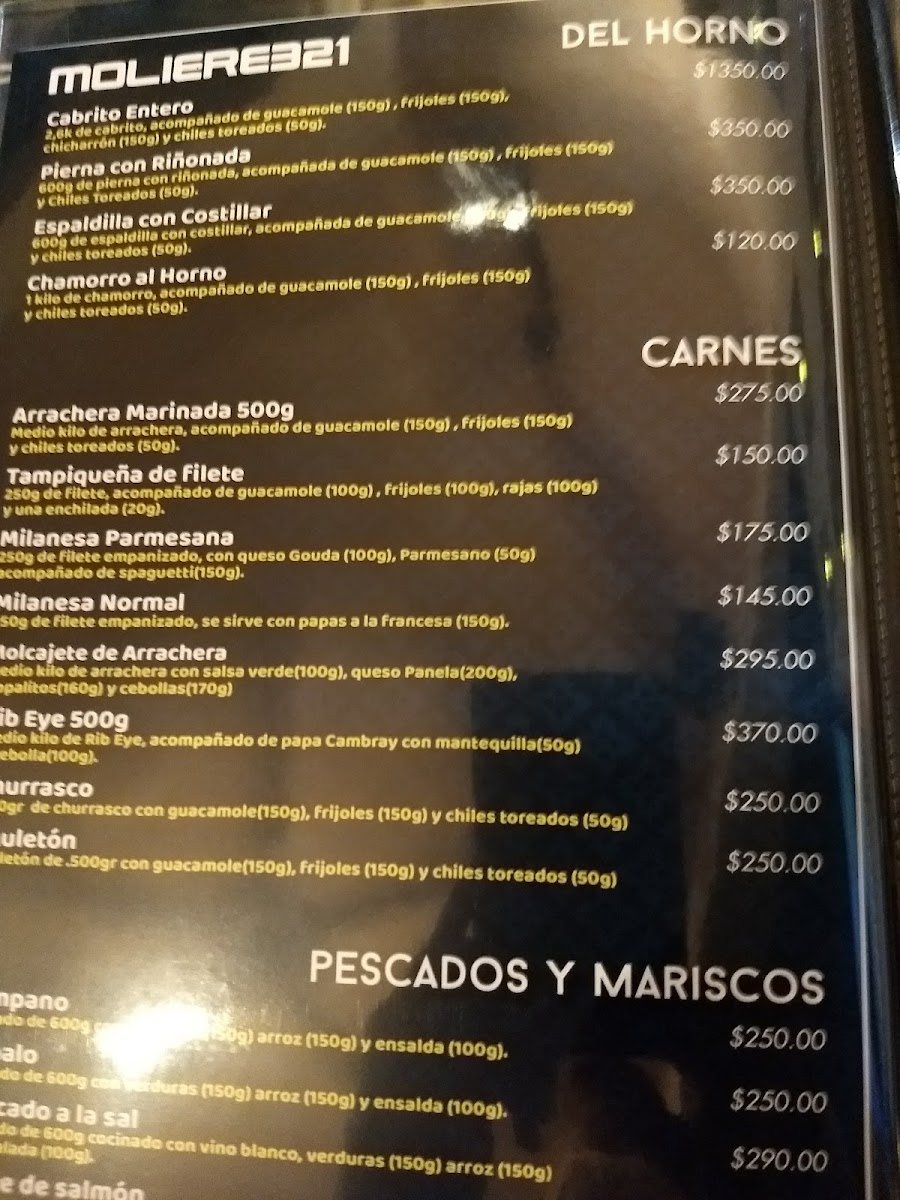 MOLIERE321
DEL HORNO
Cabrito Entero $1350.00
2,6k de cabrito, acompañado de guacamole (150g) , frijoles (150g),
chicharrón (150g) y chiles toreados (50g).
Pierna con Riñonada $350.00
600g de pierna con riñonada, acompañada de guacamole (150g) , frijoles (150g)
y Chiles Toreados (50g).
Espaldilla con Costillar $350.00
600g de espaldilla con costillar, acompañada de guacamole frijoles (150g)
y chiles toreados (50g).
Chamorro al Horno $120.00
1 kilo de chamorro, acompañado de guacamole (150g) , frijoles (150g)
y chiles toreados (50g).
CARNES
Arrachera Marinada 500g $275.00
Medio kilo de arrachera, acompañado de guacamole (150g) , frijoles (150g)
y chiles toreados (50g).
Tampiqueña de filete $150.00
250g de filete, acompañado de guacamole (100g) , frijoles (100g), rajas (100g)
y una enchilada (20g).
Milanesa Parmesana $175.00
250g de filete empanizado, con queso Gouda (100g), Parmesano (50g)
acompañado de spaguetti(150g).
Milanesa Normal $145.00
50g de filete empanizado, se sirve con papas a la francesa (150g).
olcajete de Arrachera $295.00
edio kilo de arrachera con salsa verde(100g), queso Panela(200g),
opalitos(160g) y cebollas(170g)
ib Eye 500g $370.00
edio kilo de Rib Eye, acompañado de papa Cambray con mantequilla(50g)
ebolla(100g).
urrasco $250.00
0gr de churrasco con guacamole(150g), frijoles (150g) y chiles toreados (50g)
uletón $250.00
letón de .500gr con guacamole(150g), frijoles (150g) y chiles toreados (50g)
PESCADOS Y MARISCOS
mpano $250.00
ado de 600g arroz (150g) y ensalda (100g).
alo $250.00
do de 600g con verduras (150g) arroz (150g) y ensalda (100g).
cado a la sal $290.00
do de 600g cocinado con vino blanco, verduras (150g) arroz (150g)
alada (100g).
e de salmón